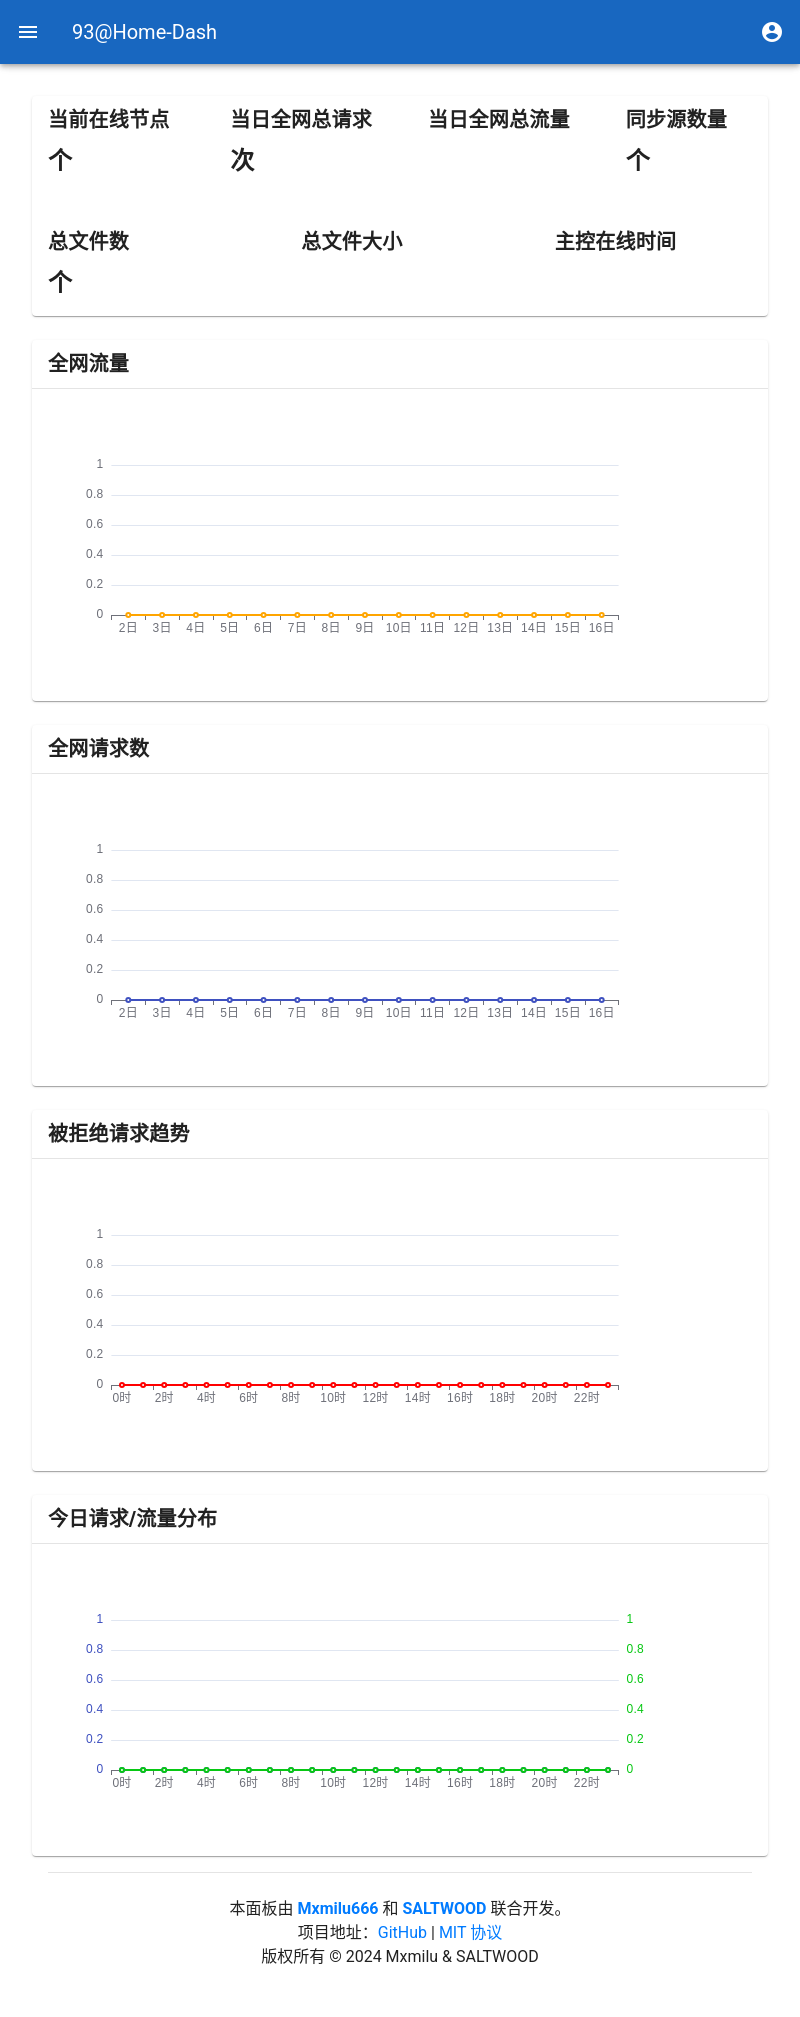 93@Home-Dash
当前在线节点 当日全网总请求 当日全网总流量 同步源数量
个 次 个
总文件数 总文件大小 主控在线时间
个
全网流量
1
0.8
0.6
0.4
0.2
0
2日 3日 4日 5日 6日 7日 8日 9日 10日 11日 12日 13日 14日 15日 16日
全网请求数
1
0.8
0.6
0.4
0.2
0
2日 3日 4日 5日 6日 7日 8日 9日 10日 11日 12日 13日 14日 15日 16日
被拒绝请求趋势
1
0.8
0.6
0.4
0.2
0
0时 2时 4时 6时 8时 10时 12时 14时 16时 18时 20时 22时
今日请求/流量分布
1 1
0.8 0.8
0.6 0.6
0.4 0.4
0.2 0.2
0 0
0时 2时 4时 6时 8时 10时 12时 14时 16时 18时 20时 22时
本面板由 Mxmilu666 和 SALTWOOD 联合开发。
项目地址：GitHub | MIT 协议
版权所有 © 2024 Mxmilu & SALTWOOD